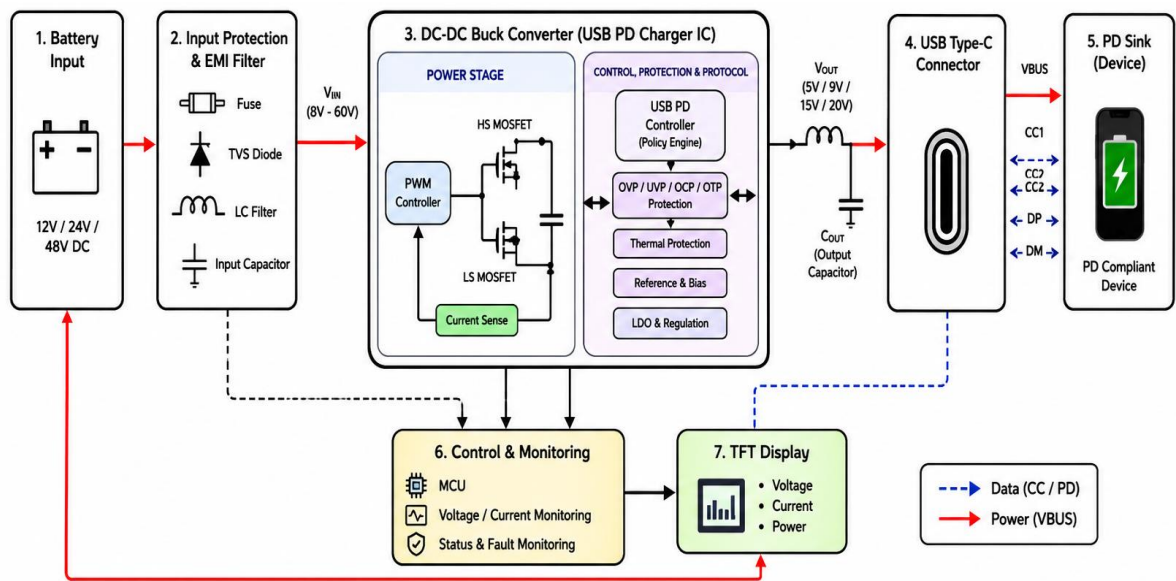 1. Battery
Input
12V / 24V /
48V DC
2. Input Protection
& EMI Filter
Fuse
TVS Diode
LC Filter
Input Capacitor
VIIN
(8V - 60V)
3. DC-DC Buck Converter (USB PD Charger IC)
POWER STAGE
HS MOSFET
PWM
Controller
LS MOSFET
Current Sense
CONTROL, PROTECTION & PROTOCOL
USB PD
Controller
(Policy Engine)
OVP / UVP / OCP / OTP
Protection
Thermal Protection
Reference & Bias
LDO & Regulation
VOUT
(5V / 9V /
15V / 20V)
COUT
(Output
Capacitor)
4. USB Type-C
Connector
VBUS
CC1
CC2
CC2
DP
DM
5. PD Sink
(Device)
PD Compliant
Device
6. Control & Monitoring
MCU
Voltage / Current Monitoring
Status & Fault Monitoring
7. TFT Display
• Voltage
• Current
• Power
Data (CC / PD)
Power (VBUS)